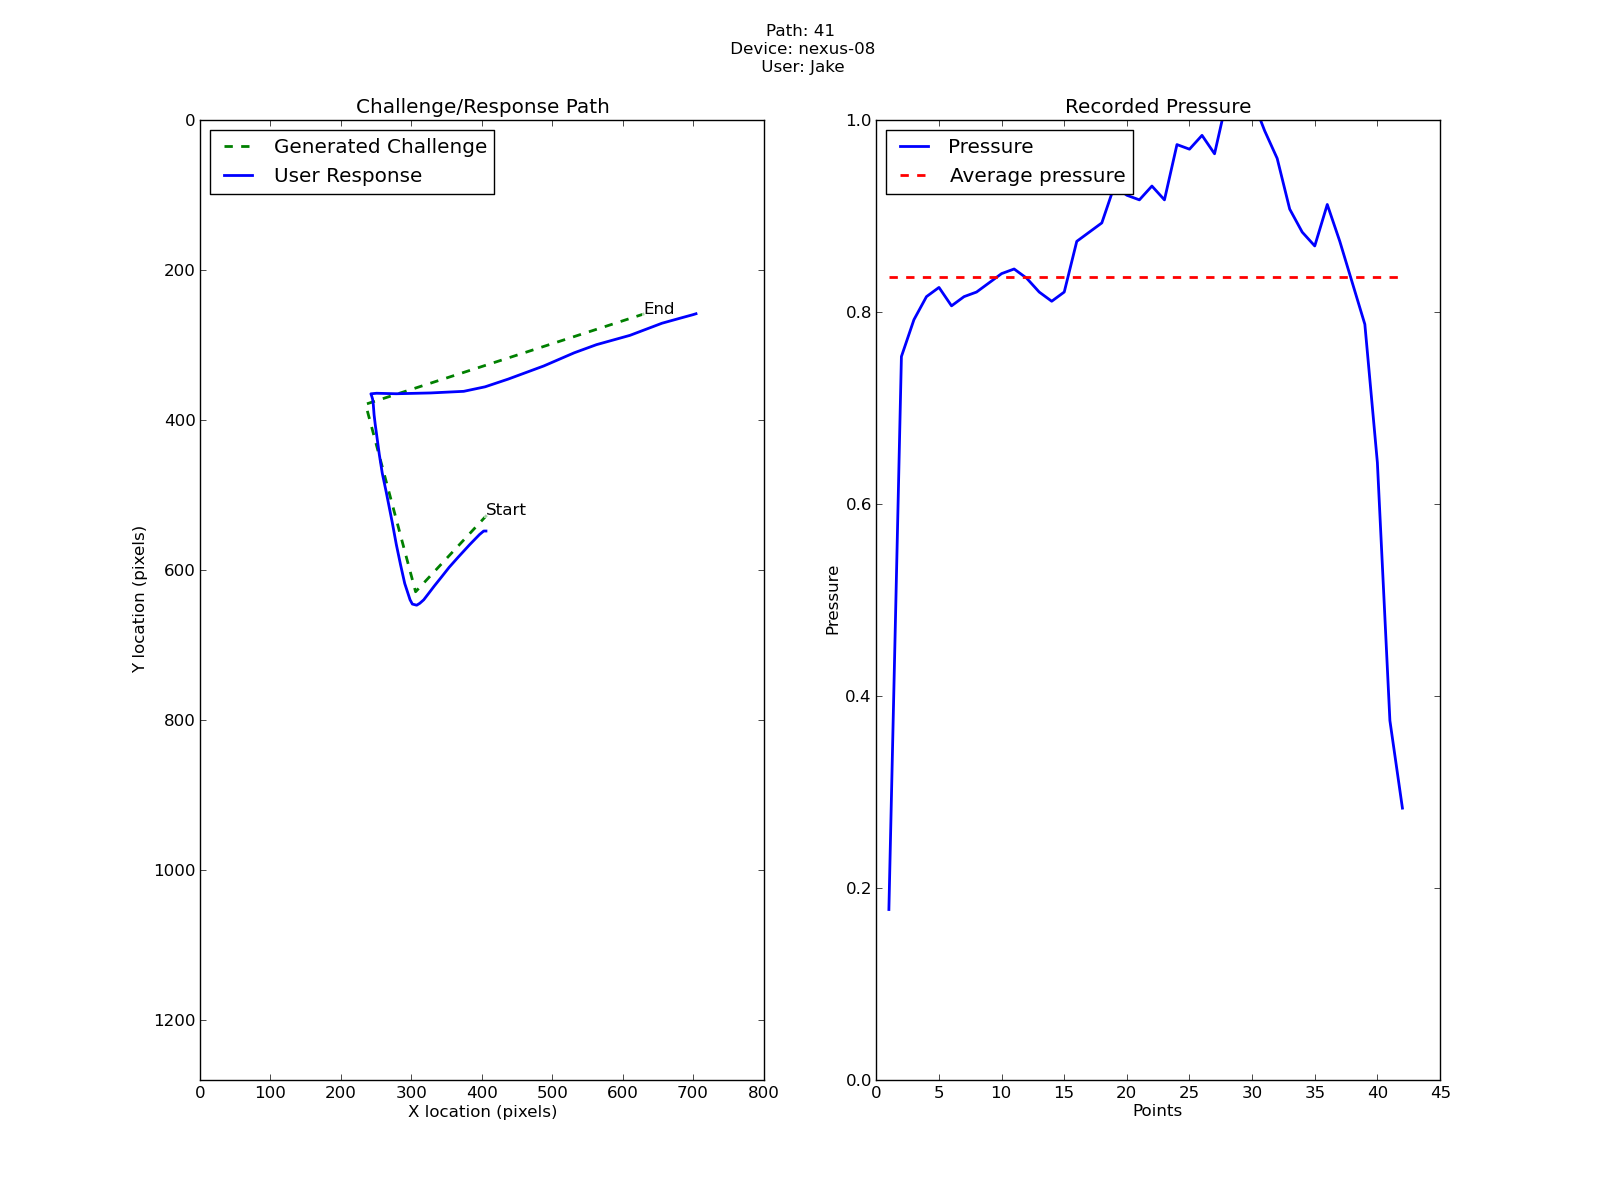 Path: 41
Device: nexus-08
User: Jake
Challenge/Response Path
Generated Challenge
User Response
0
200
400
600
800
1000
1200
Y location (pixels)
End
Start
0 100 200 300 400 500 600 700 800
X location (pixels)
Recorded Pressure
Pressure
Average pressure
1.0
0.8
0.6
0.4
0.2
0.0
Pressure
0 5 10 15 20 25 30 35 40 45
Points